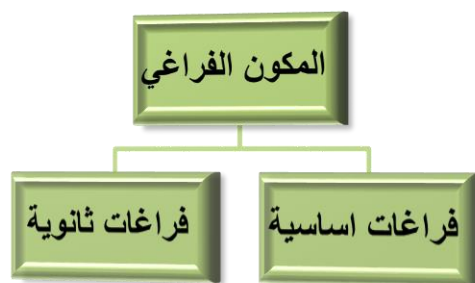 المكون الفراغي
فراغات اساسية
فراغات ثانوية